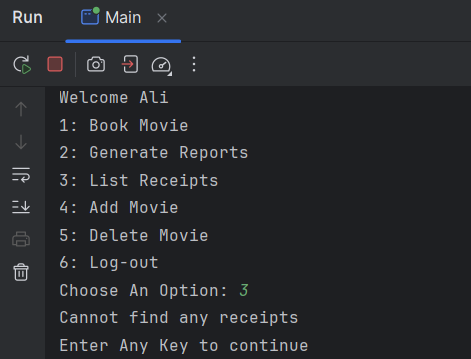 Run Main
Welcome Ali
1: Book Movie
2: Generate Reports
3: List Receipts
4: Add Movie
5: Delete Movie
6: Log-out
Choose An Option: 3
Cannot find any receipts
Enter Any Key to continue